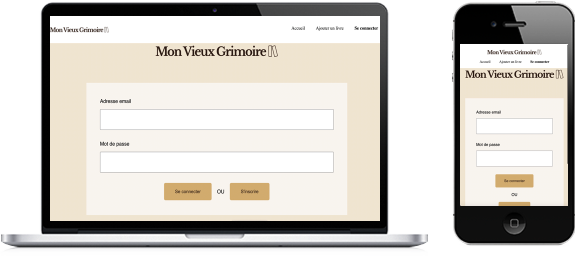 Mon Vieux Grimoire
Accueil Ajouter un livre Se connecter
Mon Vieux Grimoire
Adresse email
Mot de passe
Se connecter OU S'inscrire
Mon Vieux Grimoire
Accueil Ajouter un livre Se connecter
Mon Vieux Grimoire
Adresse email
Mot de passe
Se connecter
OU